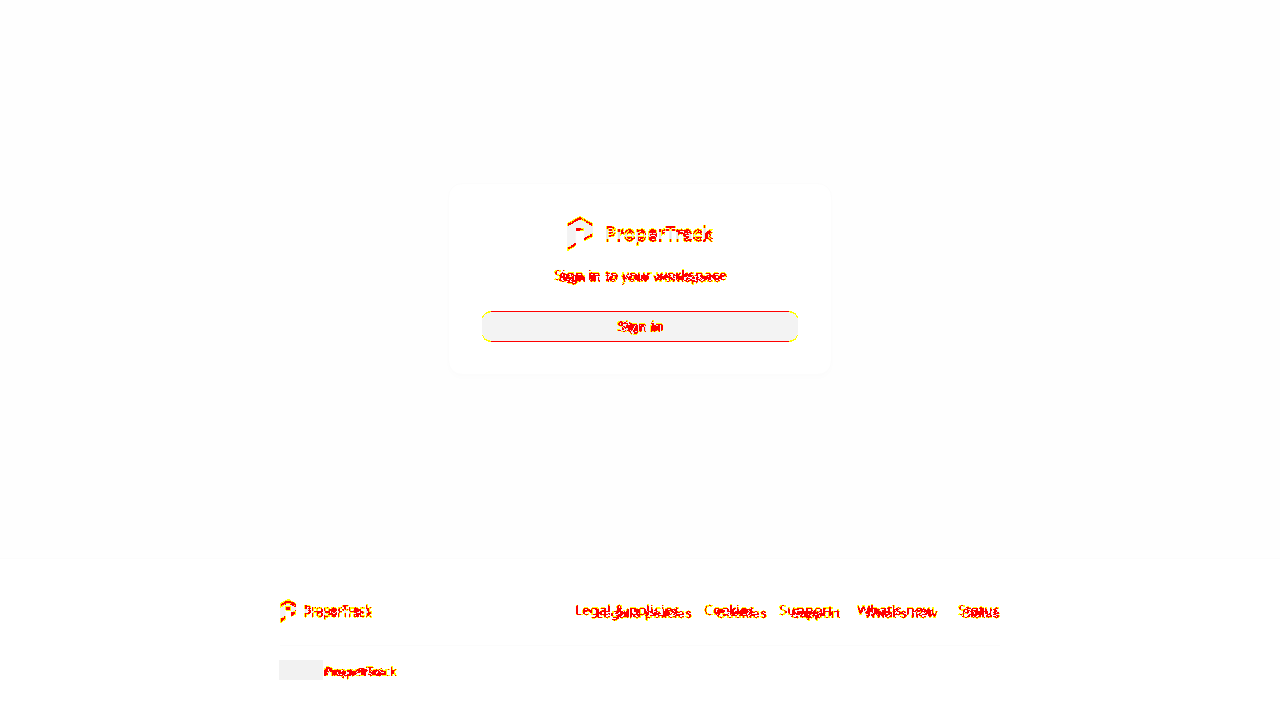 ProperTrack
Sign in to your workspace
Sign in
ProperTrack
Legal & policies
Cookies
Support
What's new
Status
ProperTrack